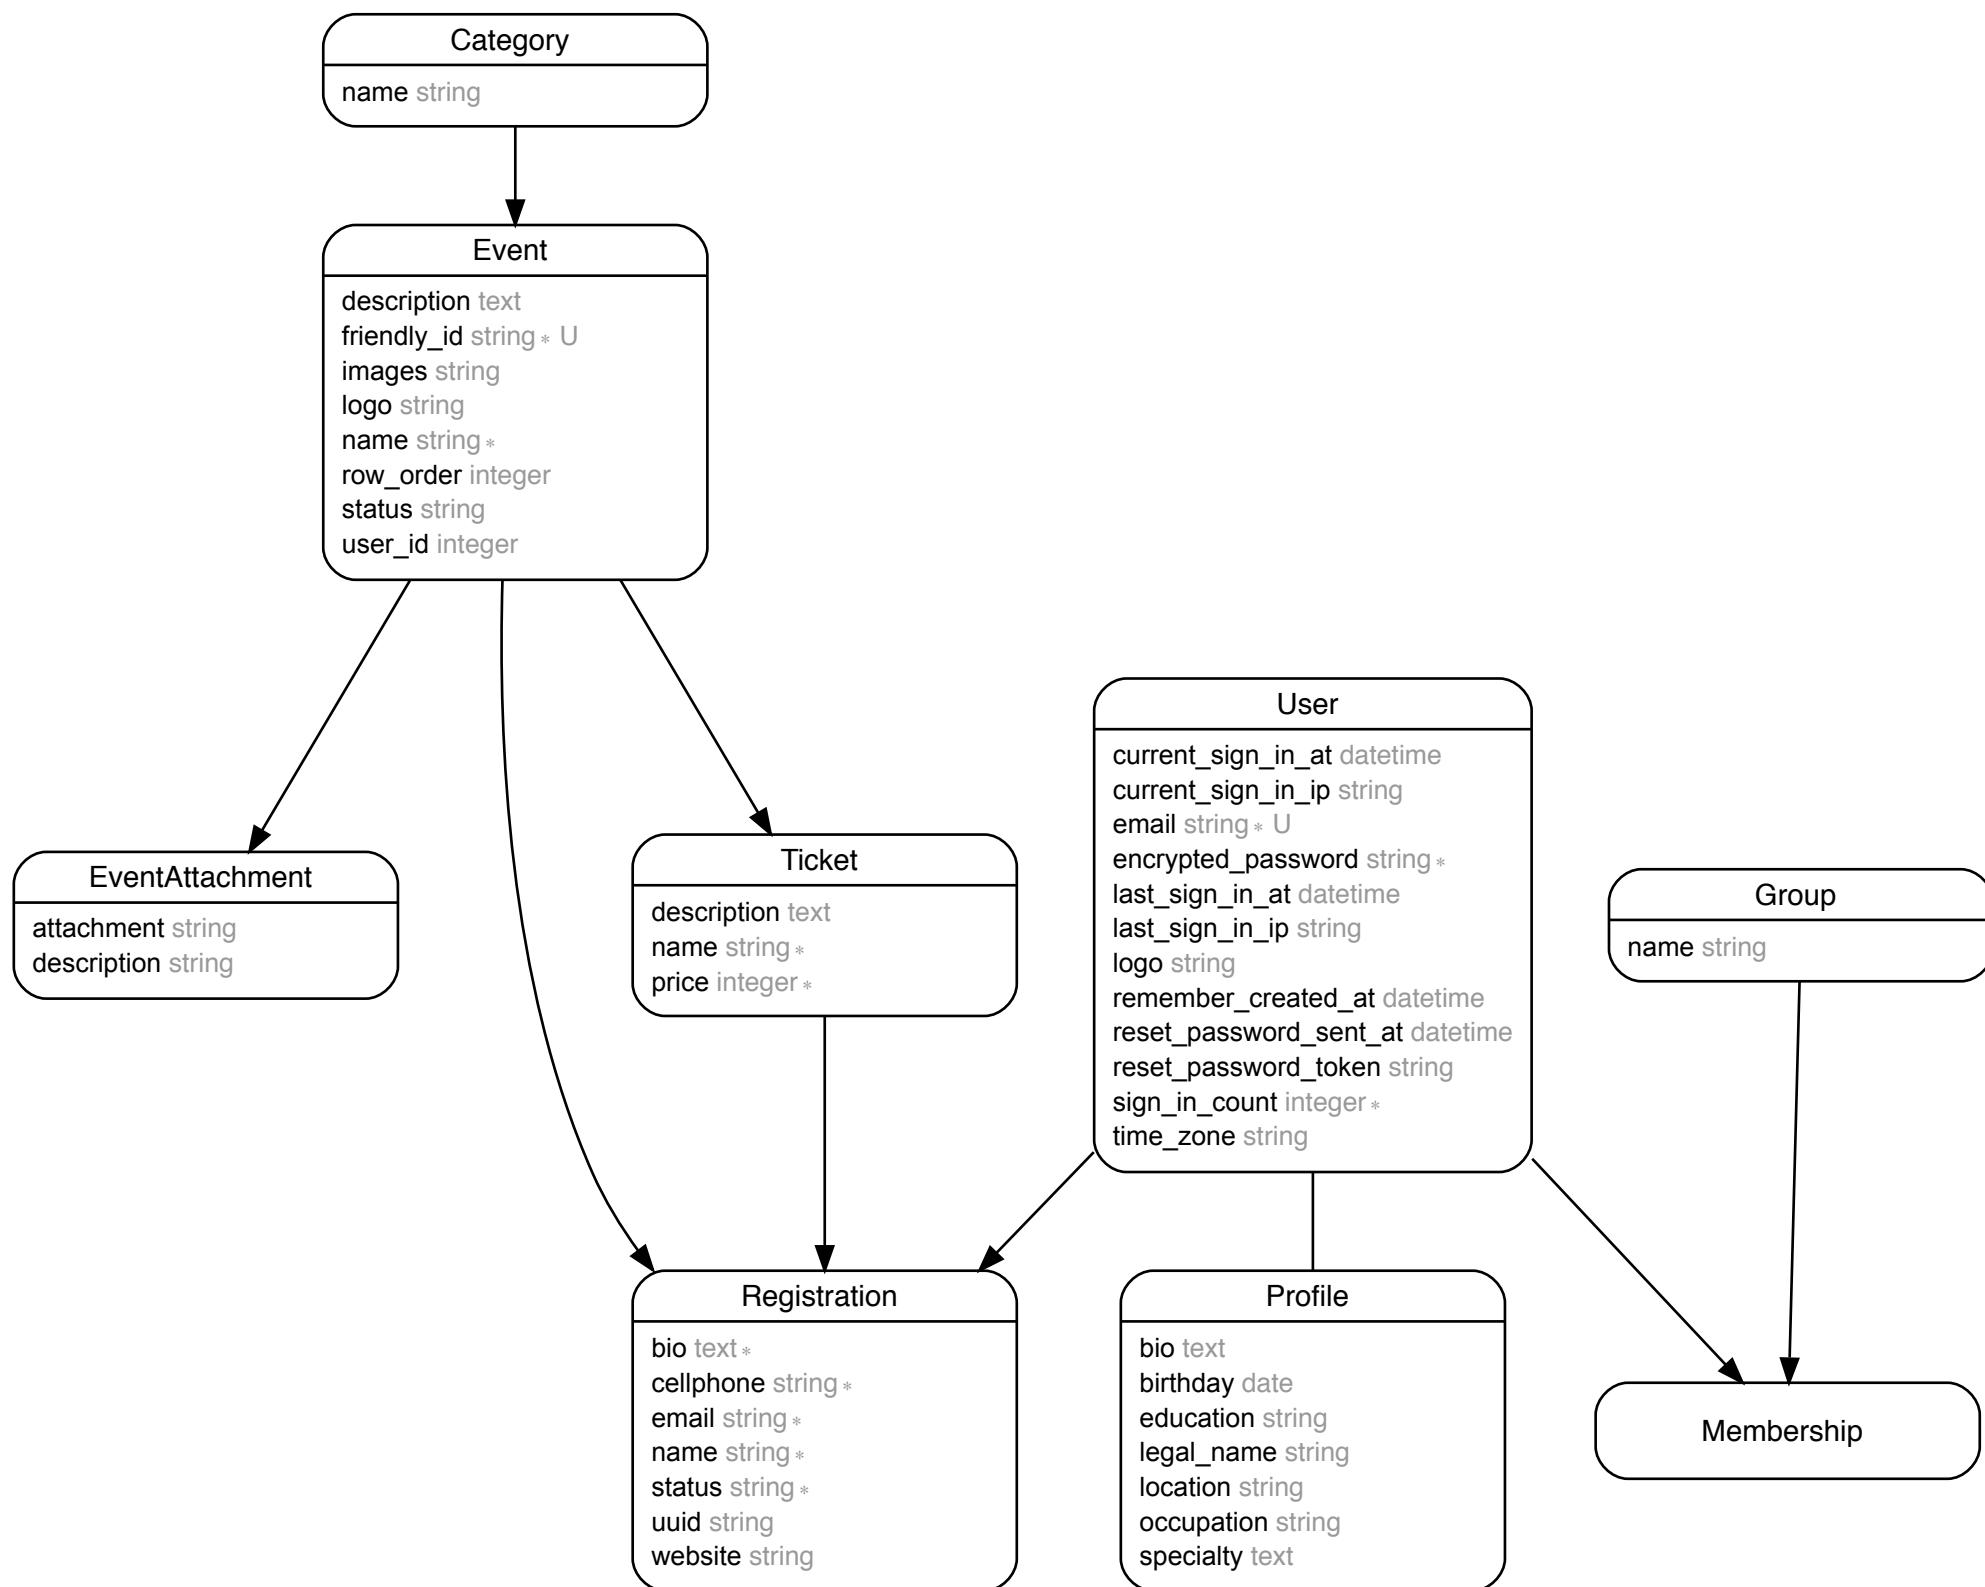 Category
name string
Event
description text
friendly_id string * U
images string
logo string
name string *
row_order integer
status string
user_id integer
EventAttachment
attachment string
description string
Ticket
description text
name string *
price integer *
User
current_sign_in_at datetime
current_sign_in_ip string
email string * U
encrypted_password string *
last_sign_in_at datetime
last_sign_in_ip string
logo string
remember_created_at datetime
reset_password_sent_at datetime
reset_password_token string
sign_in_count integer *
time_zone string
Group
name string
Registration
bio text *
cellphone string *
email string *
name string *
status string *
uuid string
website string
Profile
bio text
birthday date
education string
legal_name string
location string
occupation string
specialty text
Membership